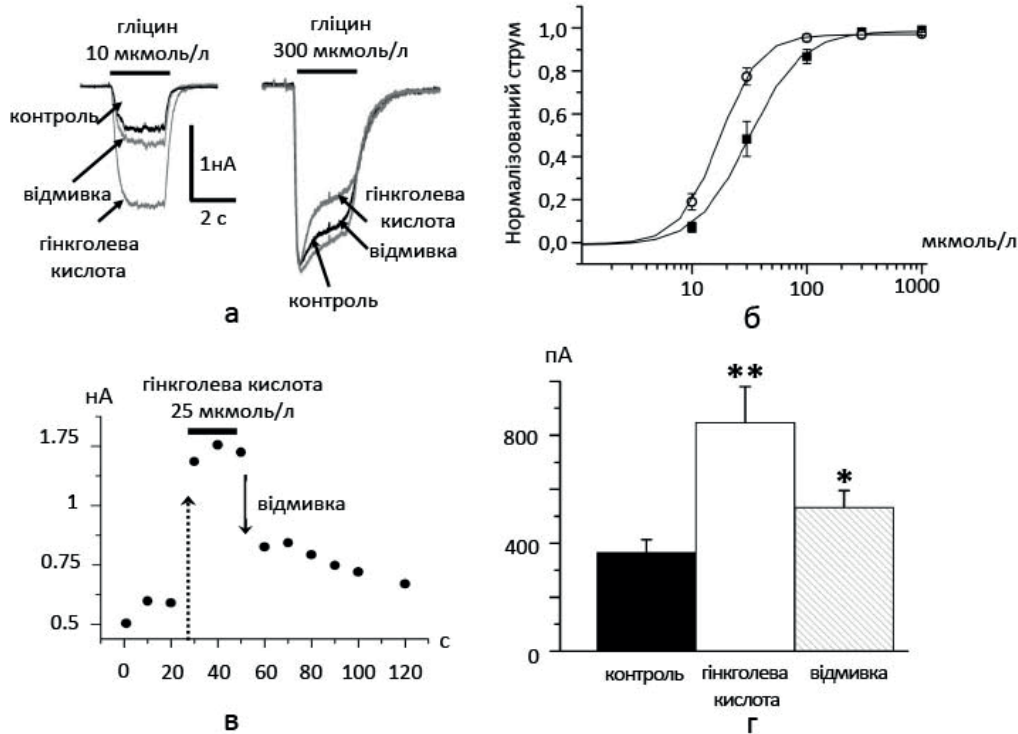 гліцин
10 мкмоль/л
гліцин
300 мкмоль/л
контроль
відмивка
гінкголева
кислота
1нА
2 с
гінкголева
кислота
відмивка
контроль
а
Нормалізований струм
1,0
0,8
0,6
0,4
0,2
0,0
мкмоль/л
10
100
1000
б
нА
гінкголева кислота
25 мкмоль/л
1.75
1
0.75
0.5
відмивка
с
0
20
40
60
80
100
120
в
пА
**
*
800
400
0
контроль
гінкголева
кислота
відмивка
г